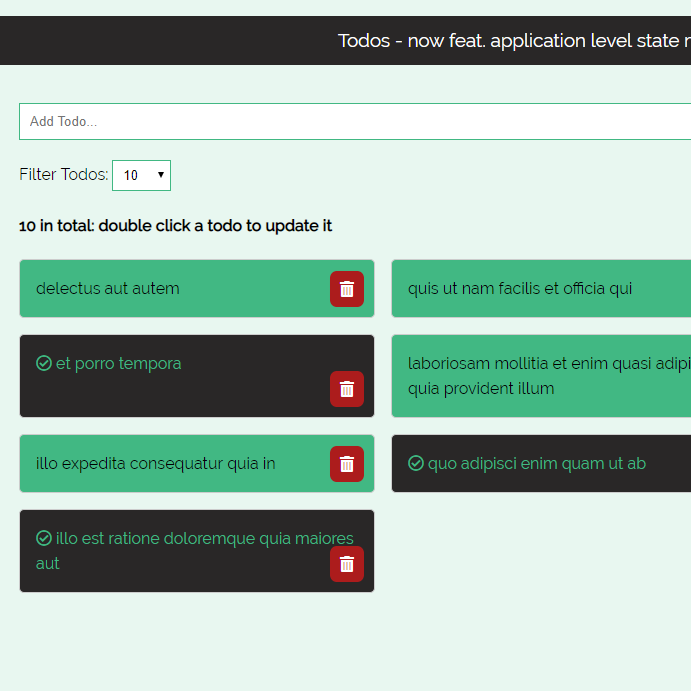 Todos - now feat. application level state
Add Todo...
Filter Todos: 10
10 in total: double click a todo to update it
delectus aut autem
quis ut nam facilis et officia qui
et porro tempora
laboriosam mollitia et enim quasi adipi
quia provident illum
illo expedita consequatur quia in
quo adipisci enim quam ut ab
illo est ratione doloremque quia maiores
aut